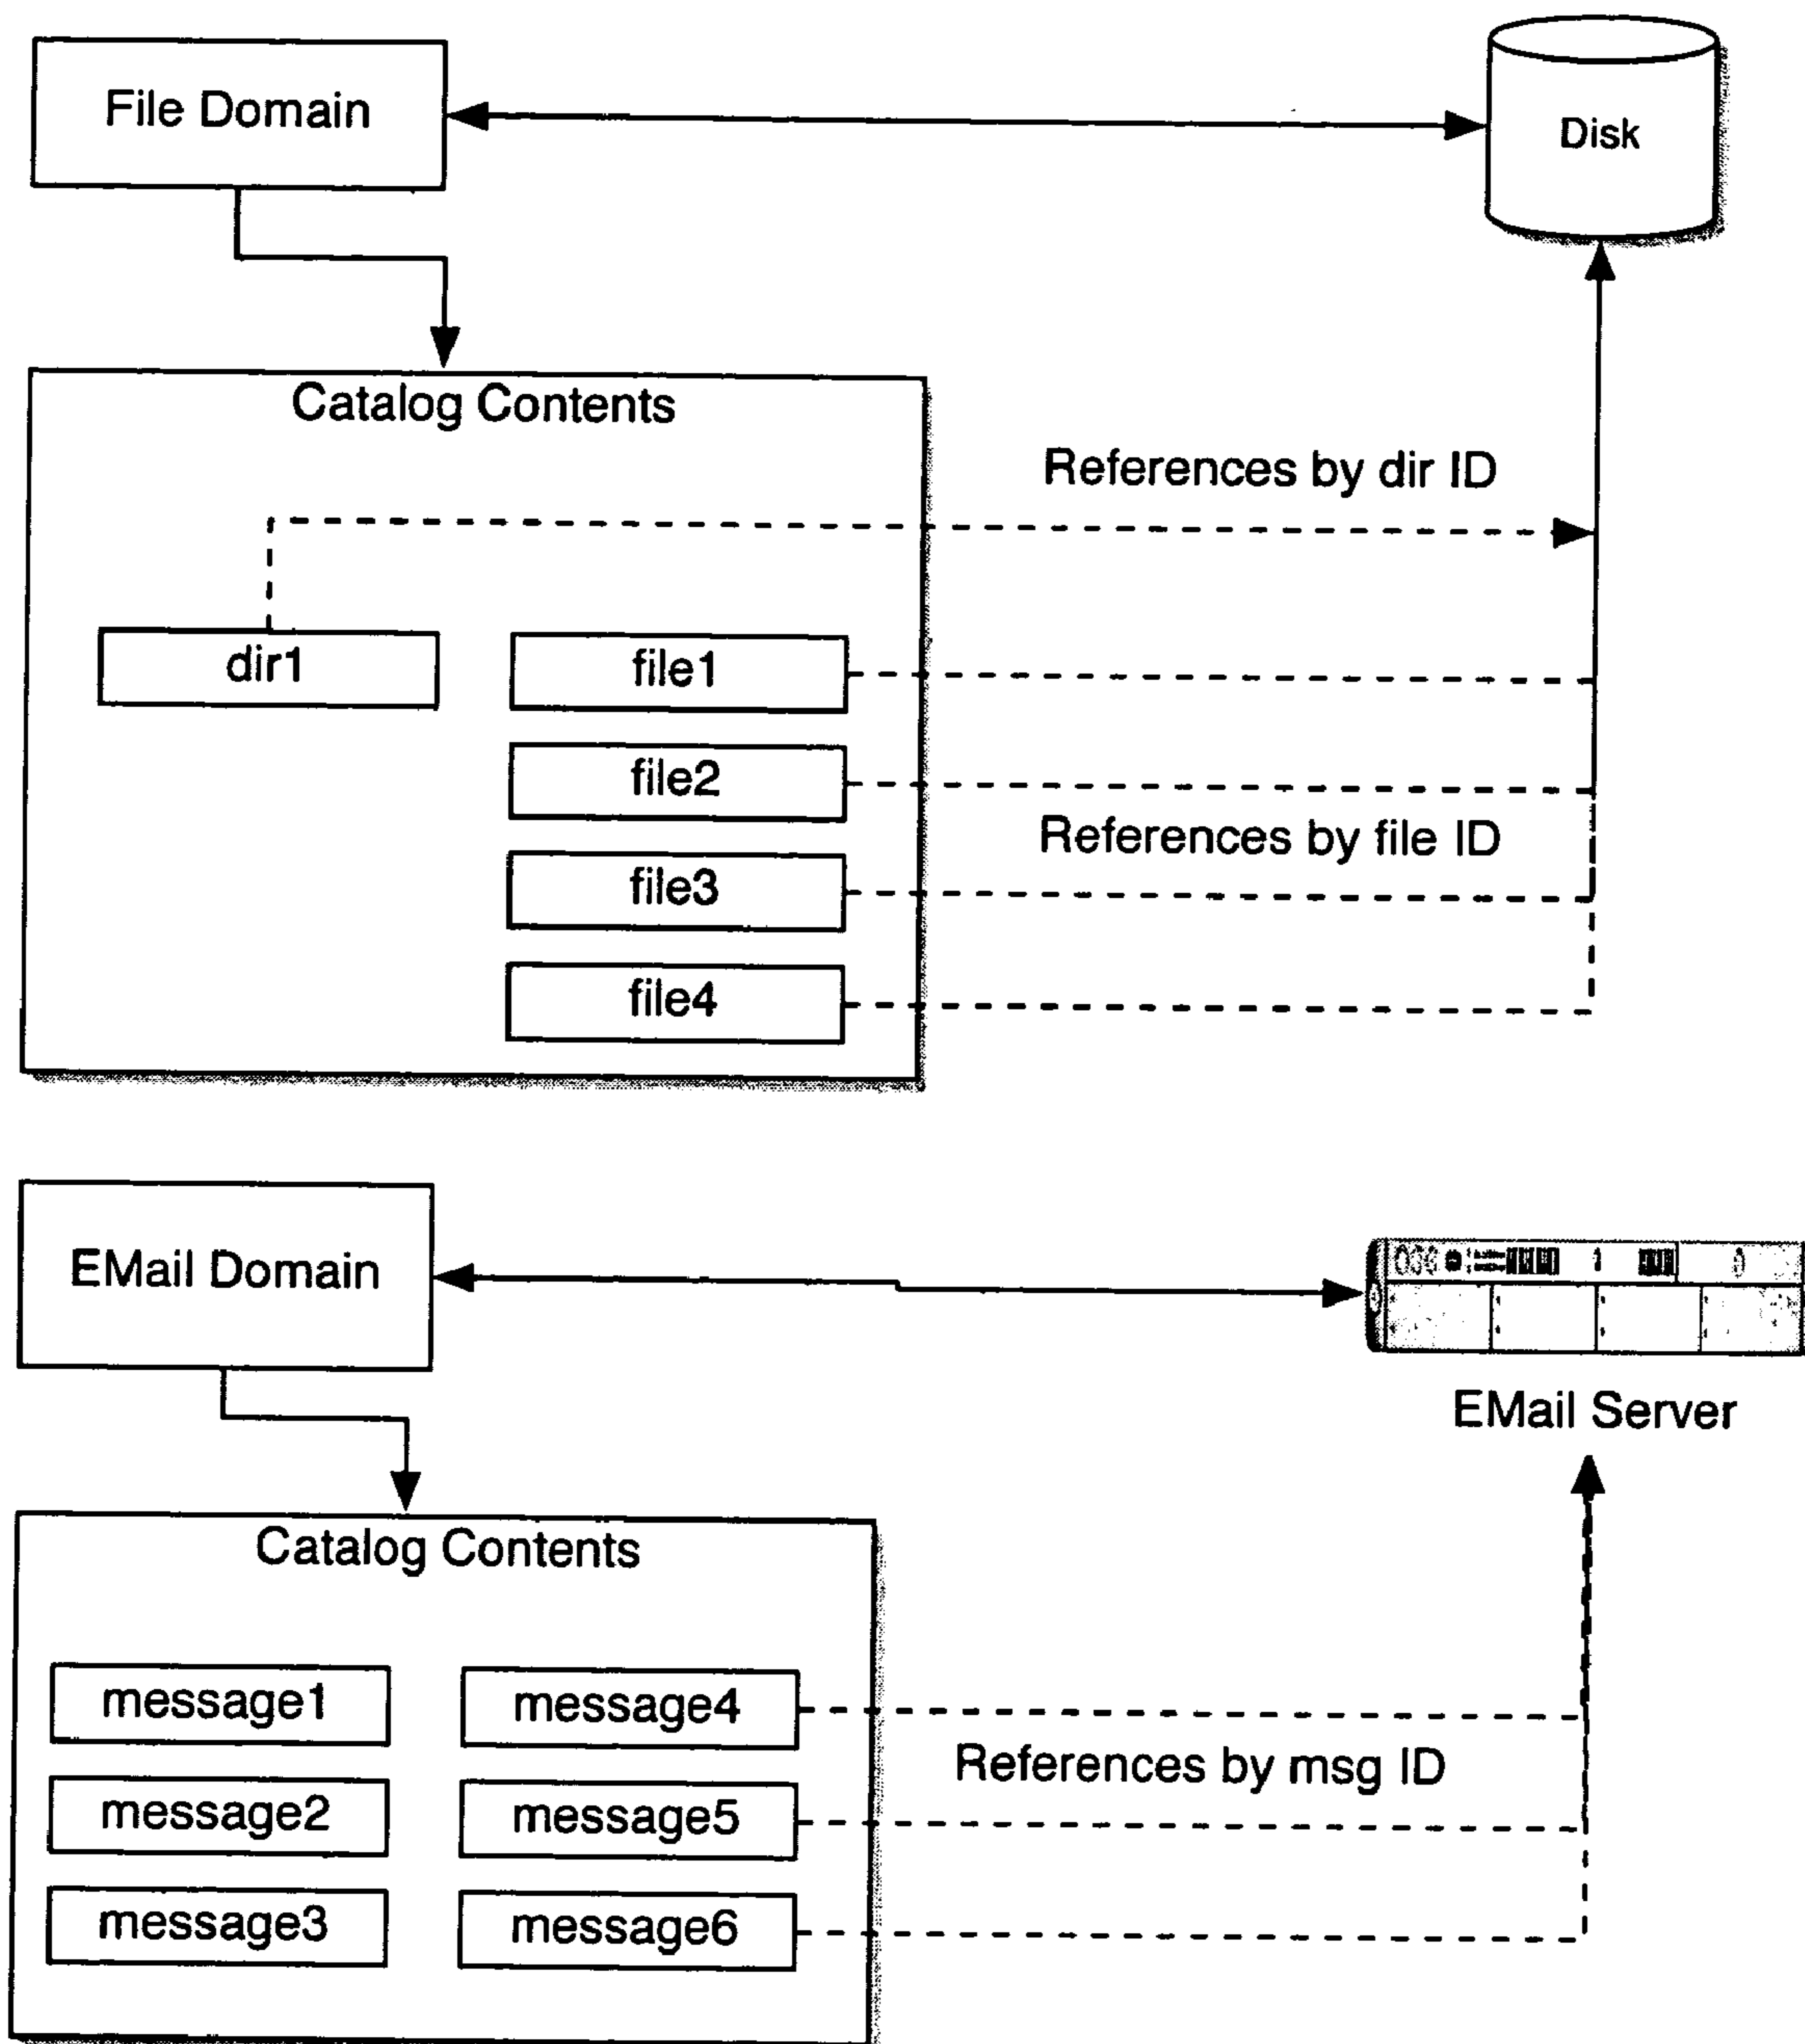 File Domain
Disk
Catalog Contents
References by dir ID
dir1
file1
file2
References by file ID
file3
file4
EMail Domain
EMail Server
Catalog Contents
message1
message4
References by msg ID
message2
message5
message3
message6